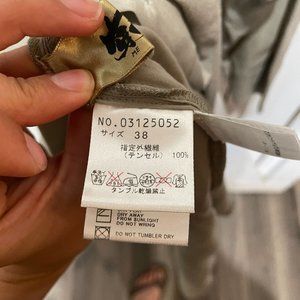 NO.03125052
サイズ 38
指定外繊維
(テンセル) 100%
タンブル乾燥禁止
DRY AWAY
FROM SUNLIGHT
DO NOT WRING
DO NOT TUMBLER DRY